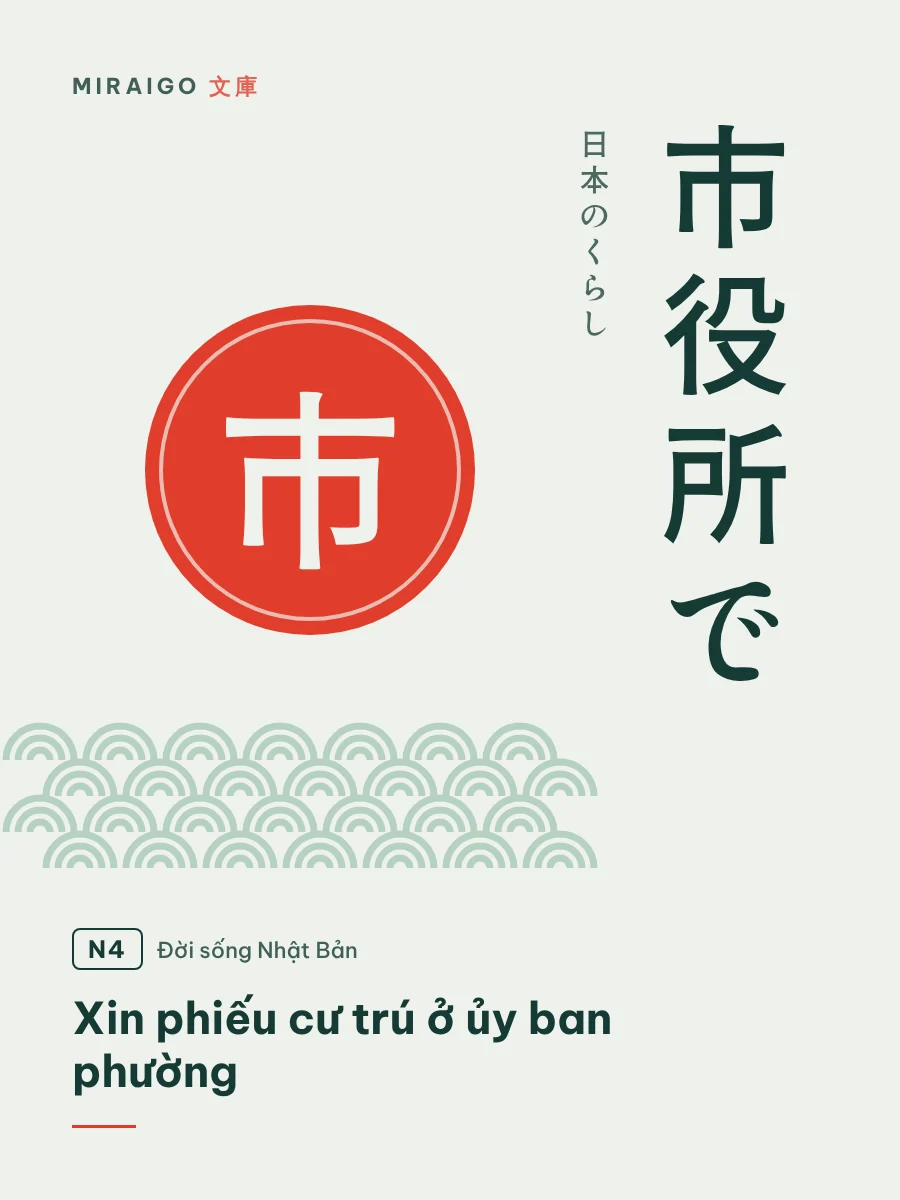 MIRAIGO 文庫
市役所で
日本のくらし
市
N4 Đời sống Nhật Bản
Xin phiếu cư trú ở ủy ban
phường